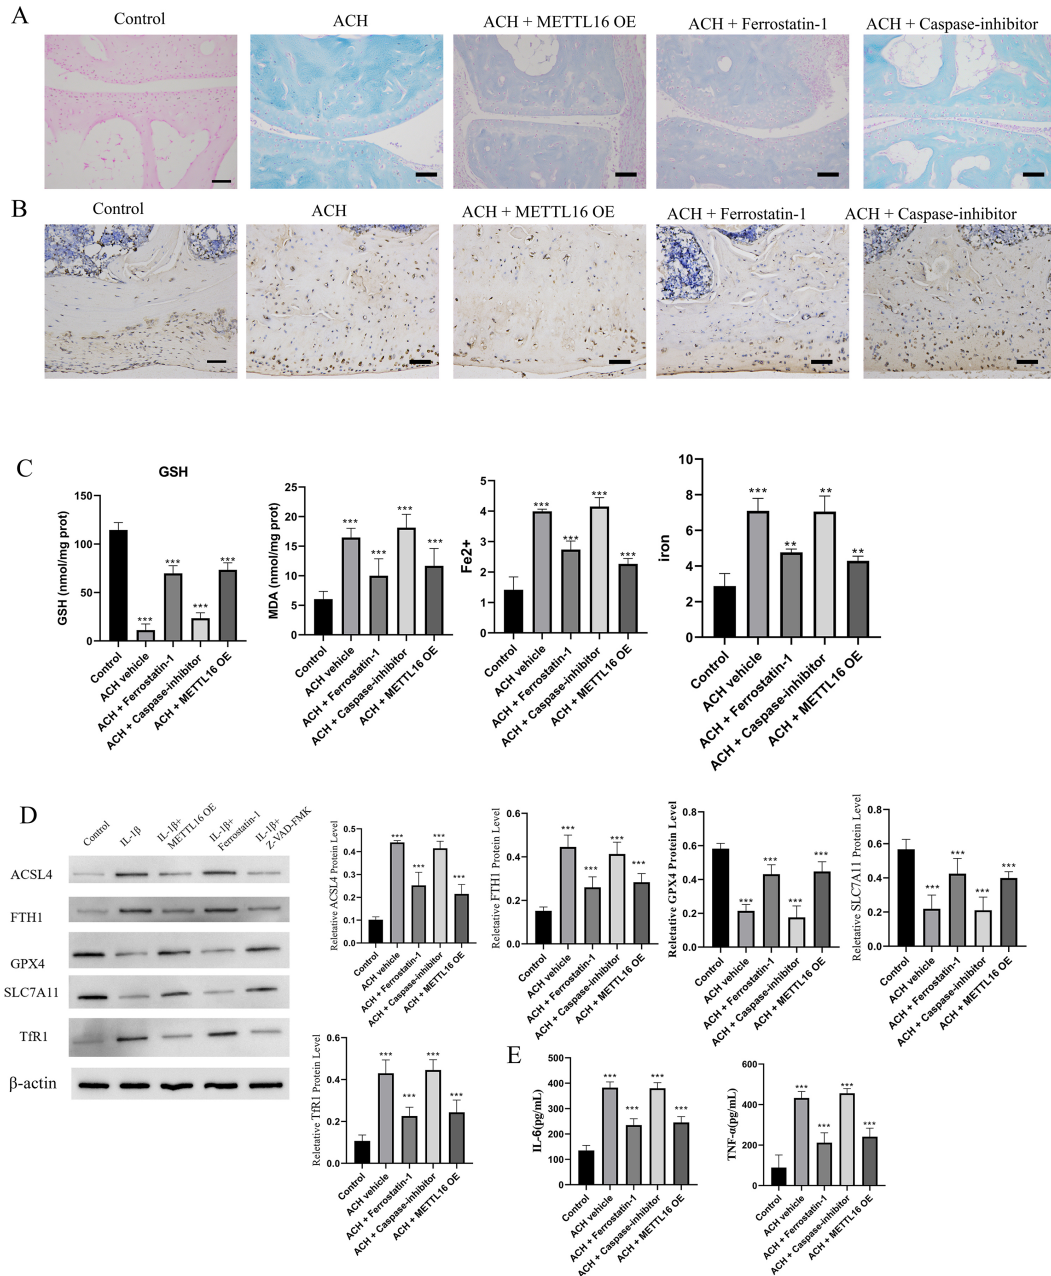 A
Control
ACH
ACH + METTL16 OE
ACH + Ferrostatin-1
ACH + Caspase-inhibitor
B
Control
ACH
ACH + METTL16 OE
ACH + Ferrostatin-1
ACH + Caspase-inhibitor
C
GSH
GSH (nmol/mg prot)
150
100
50
0
Control
ACH vehicle
ACH + Ferrostatin-1
ACH + Caspase-inhibitor
ACH + METTL16 OE
***
***
***
***
MDA (nmol/mg prot)
25
20
15
10
5
0
Control
ACH vehicle
ACH + Ferrostatin-1
ACH + Caspase-inhibitor
ACH + METTL16 OE
***
***
***
***
Fe2+
5
4
3
2
1
0
Control
ACH vehicle
ACH + Ferrostatin-1
ACH + Caspase-inhibitor
ACH + METTL16 OE
***
***
***
***
iron
10
8
6
4
2
0
Control
ACH vehicle
ACH + Ferrostatin-1
ACH + Caspase-inhibitor
ACH + METTL16 OE
***
**
**
**
D
Control
IL-1β
IL-1β+
METTL16 OE
IL-1β+
Ferrostatin-1
IL-1β+
Z-VAD-FMK
ACSL4
FTH1
GPX4
SLC7A11
TfR1
β-actin
Reletative ACSL4 Protein Level
0.5
0.4
0.3
0.2
0.1
0.0
Control
ACH vehicle
ACH + Ferrostatin-1
ACH + Caspase-inhibitor
ACH + METTL16 OE
***
***
***
***
Reletative FTH1 Protein Level
0.6
0.4
0.2
0.0
Control
ACH vehicle
ACH + Ferrostatin-1
ACH + Caspase-inhibitor
ACH + METTL16 OE
***
***
***
***
Reletative GPX4 Protein Level
0.8
0.6
0.4
0.2
0.0
Control
ACH vehicle
ACH + Ferrostatin-1
ACH + Caspase-inhibitor
ACH + METTL16 OE
***
***
***
***
Reletative SLC7A11 Protein Level
0.8
0.6
0.4
0.2
0.0
Control
ACH vehicle
ACH + Ferrostatin-1
ACH + Caspase-inhibitor
ACH + METTL16 OE
***
***
***
***
Reletative TfR1 Protein Level
0.6
0.4
0.2
0.0
Control
ACH vehicle
ACH + Ferrostatin-1
ACH + Caspase-inhibitor
ACH + METTL16 OE
***
***
***
***
E
IL-6(pg/mL)
500
400
300
200
100
0
Control
ACH vehicle
ACH + Ferrostatin-1
ACH + Caspase-inhibitor
ACH + METTL16 OE
***
***
***
***
TNF-α(pg/mL)
600
400
200
0
Control
ACH vehicle
ACH + Ferrostatin-1
ACH + Caspase-inhibitor
ACH + METTL16 OE
***
***
***
***